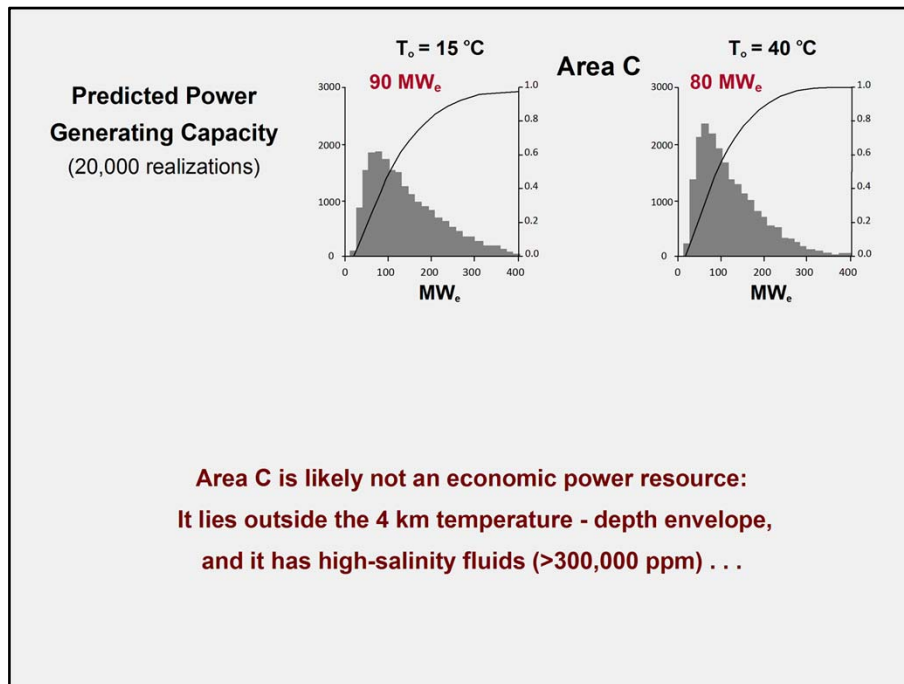 Predicted Power
Generating Capacity
(20,000 realizations)
Area C
Tₒ = 15 °C
90 MWₑ
3000
2000
1000
0
1.0
0.8
0.6
0.4
0.2
0.0
0 100 200 300 400
MWₑ
Tₒ = 40 °C
80 MWₑ
3000
2000
1000
0
1.0
0.8
0.6
0.4
0.2
0.0
0 100 200 300 400
MWₑ
Area C is likely not an economic power resource:
It lies outside the 4 km temperature - depth envelope,
and it has high-salinity fluids (>300,000 ppm) . . .